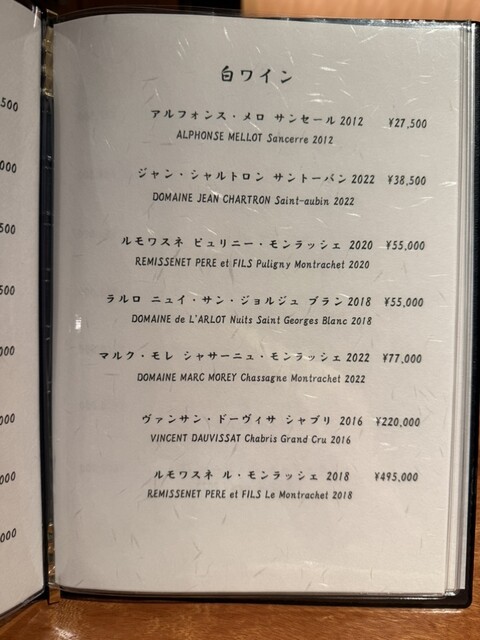 白ワイン
アルフォンス・メロ サンセール 2012 ¥27,500
ALPHONSE MELLOT Sancerre 2012
ジャン・シャルトロン サントーバン 2022 ¥38,500
DOMAINE JEAN CHARTRON Saint-aubin 2022
ルモワスネ ピュリニー・モンラッシェ 2020 ¥55,000
REMISSENET PERE et FILS Puligny Montrachet 2020
ラルロ ニュイ・サン・ジョルジュ ブラン 2018 ¥55,000
DOMAINE de L'ARLOT Nuits Saint Georges Blanc 2018
マルク・モレ シャサーニュ・モンラッシェ 2022 ¥77,000
DOMAINE MARC MOREY Chassagne Montrachet 2022
ヴァンサン・ドーヴィサ シャブリ 2016 ¥220,000
VINCENT DAUVISSAT Chabris Grand Cru 2016
ルモワスネ ル・モンラッシェ 2018 ¥495,000
REMISSENET PERE et FILS Le Montrachet 2018